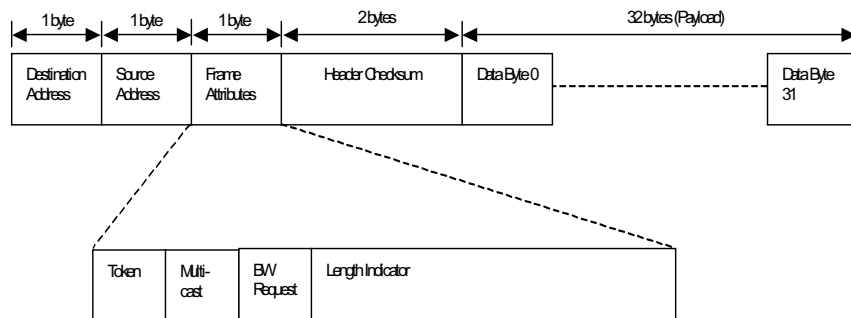 1 byte 1 byte 1 byte 2 bytes 32 bytes (Payload)
Destination Address
Source Address
Frame Attributes
Header Checksum
Data Byte 0
Data Byte 31
Token
Multi-cast
BW Request
Length Indicator